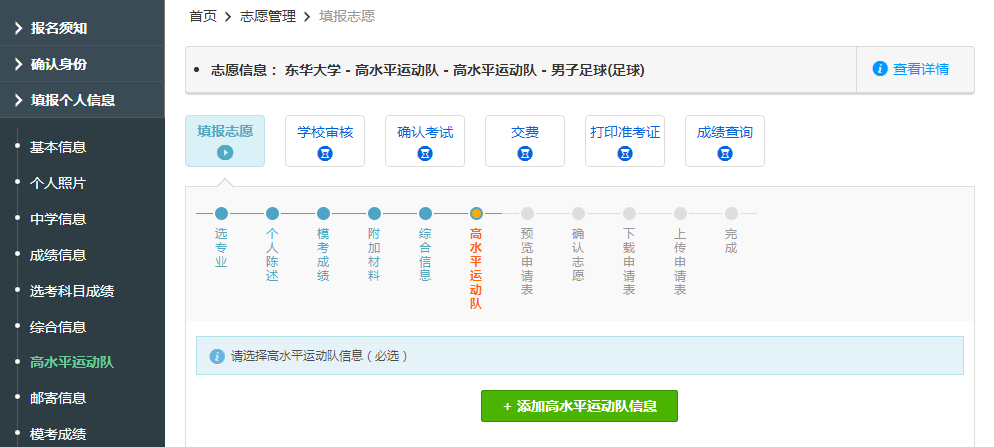 报名须知
确认身份
填报个人信息
基本信息
个人照片
中学信息
成绩信息
选考科目成绩
综合信息
高水平运动队
邮寄信息
模考成绩
首页 > 志愿管理 > 填报志愿
志愿信息： 东华大学 - 高水平运动队 - 高水平运动队 - 男子足球(足球)
查看详情
填报志愿
学校审核
确认考试
交费
打印准考证
成绩查询
选专业
个人陈述
模考成绩
附加材料
综合信息
高水平运动队
预览申请表
确认志愿
下载申请表
上传申请表
完成
请选择高水平运动队信息（必选）
+ 添加高水平运动队信息